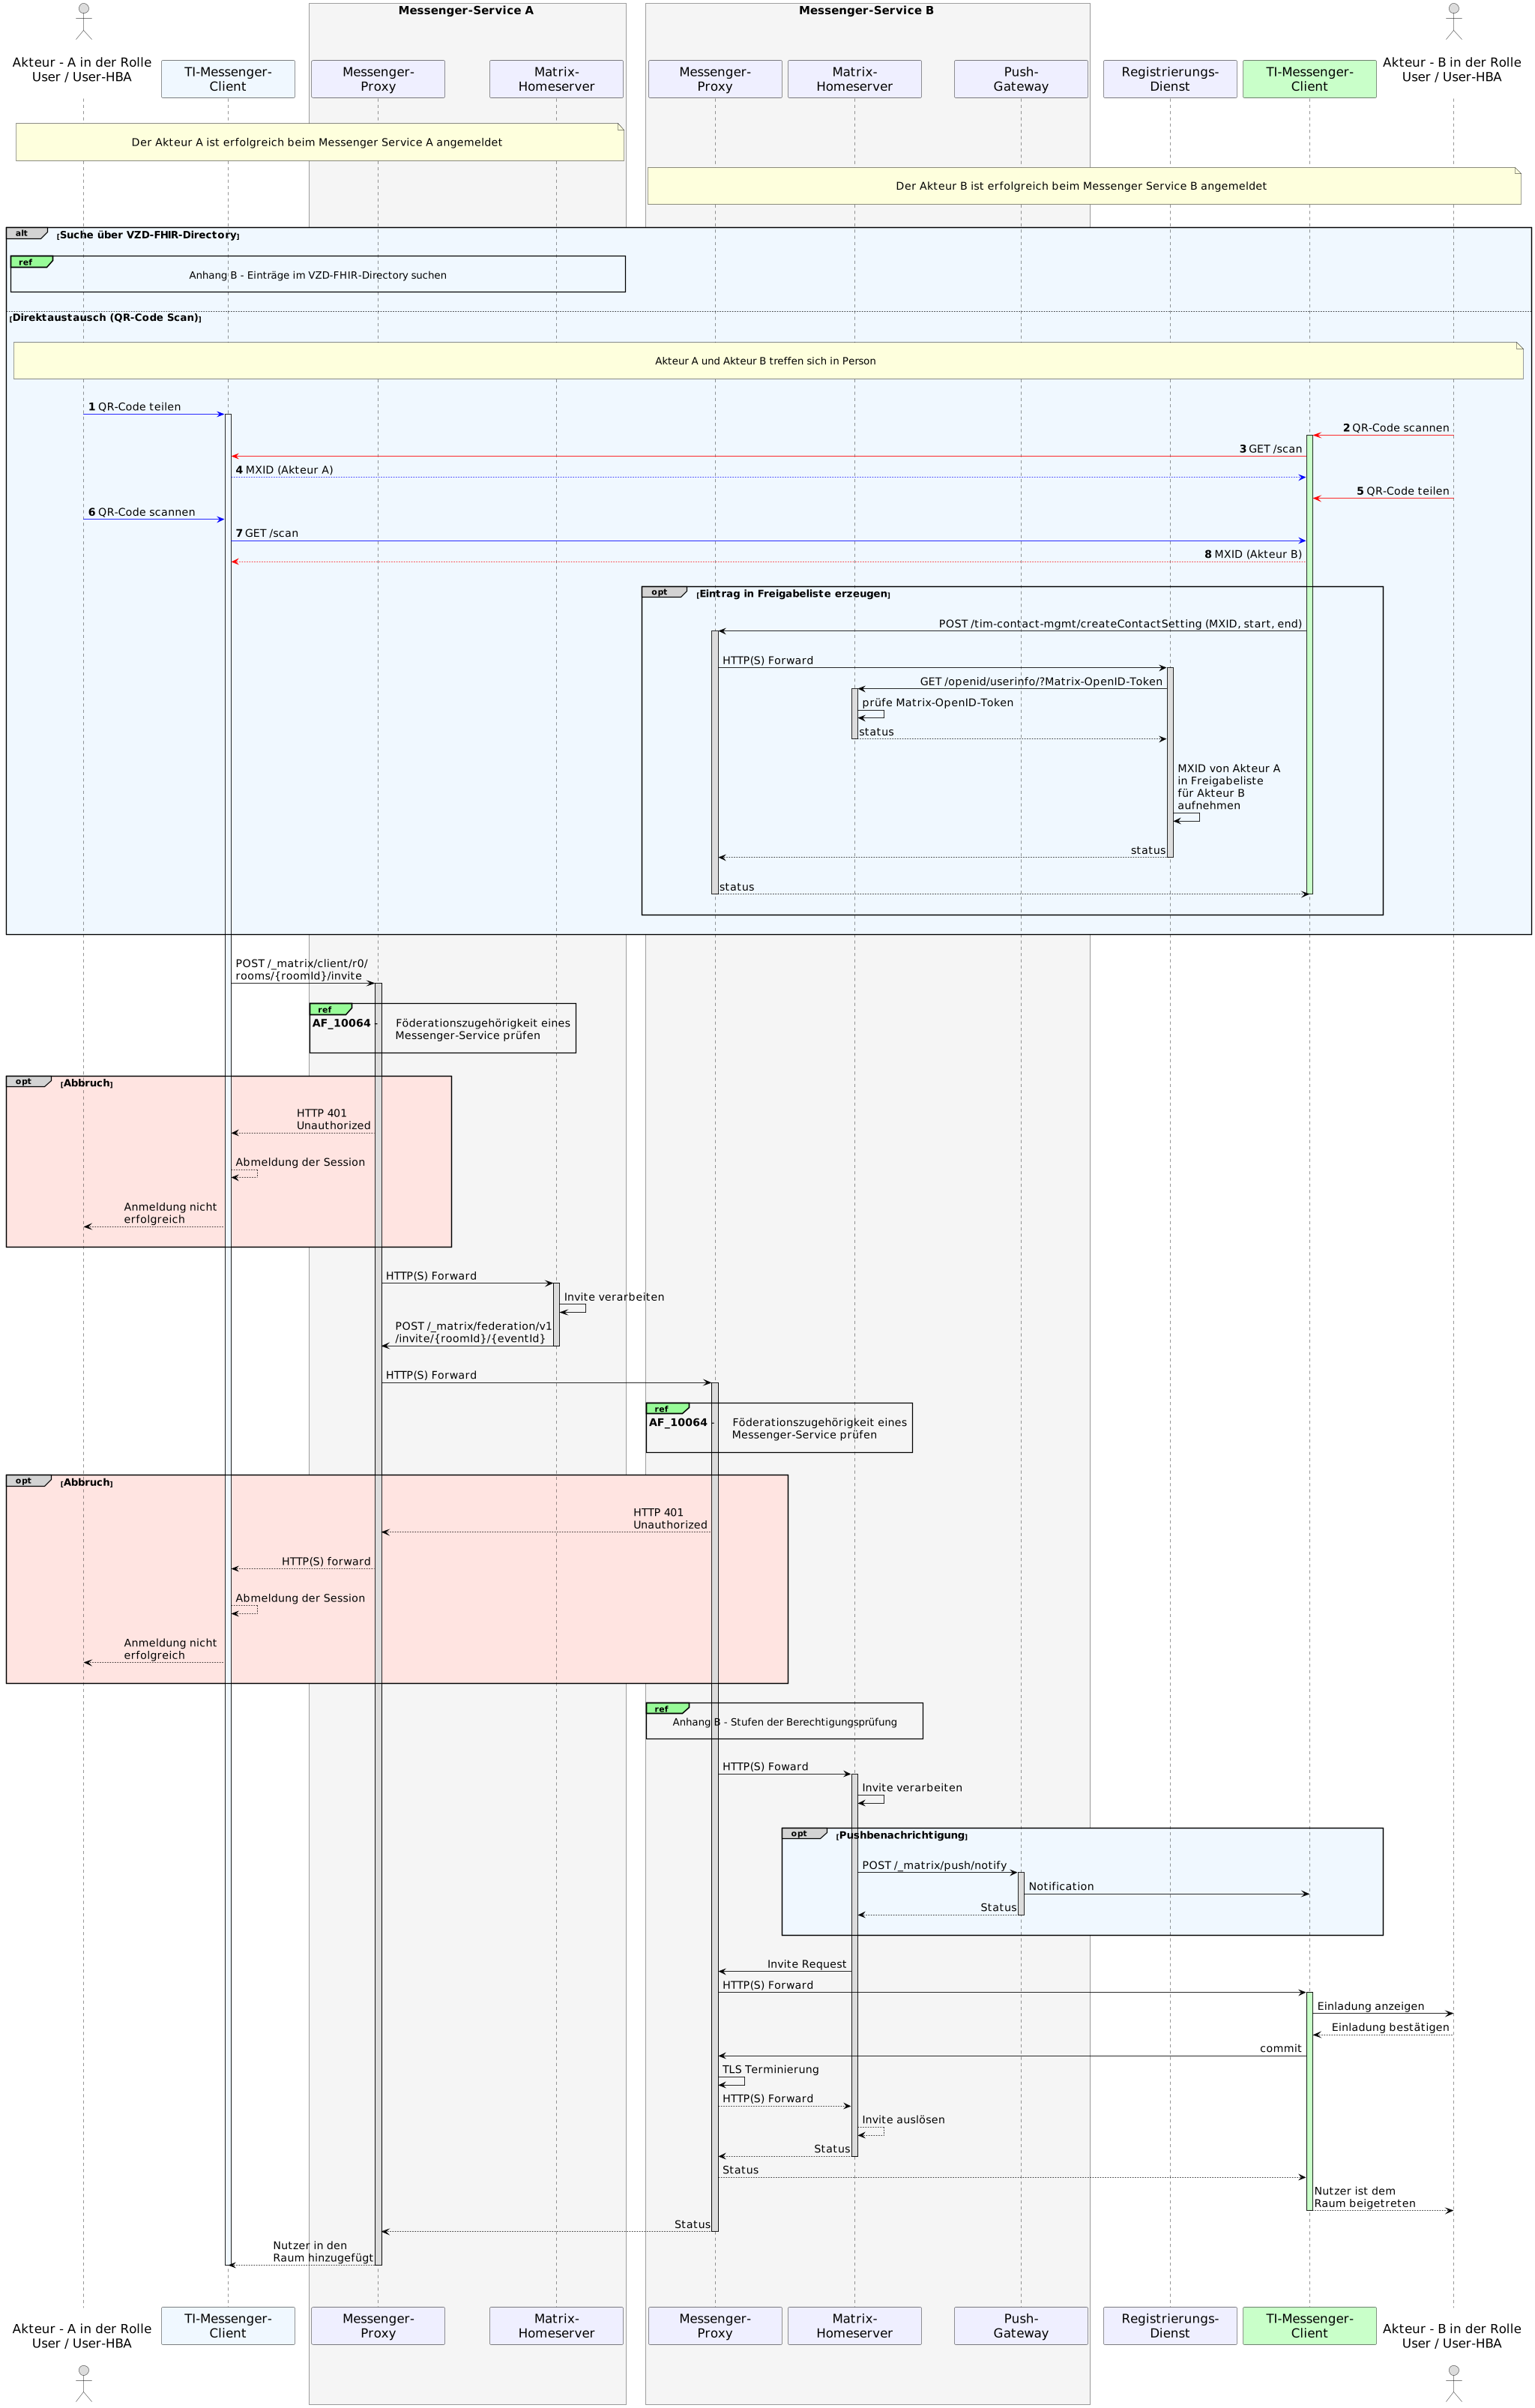 Messenger-Service A
Messenger-Service B
Akteur - A in der Rolle
User / User-HBA
TI-Messenger-
Client
Messenger-
Proxy
Matrix-
Homeserver
Messenger-
Proxy
Matrix-
Homeserver
Push-
Gateway
Registrierungs-
Dienst
TI-Messenger-
Client
Akteur - B in der Rolle
User / User-HBA
Der Akteur A ist erfolgreich beim Messenger Service A angemeldet
Der Akteur B ist erfolgreich beim Messenger Service B angemeldet
alt [Suche über VZD-FHIR-Directory]
ref
Anhang B - Einträge im VZD-FHIR-Directory suchen
[Direktaustausch (QR-Code Scan)]
Akteur A und Akteur B treffen sich in Person
1 QR-Code teilen
2 QR-Code scannen
3 GET /scan
4 MXID (Akteur A)
5 QR-Code teilen
6 QR-Code scannen
7 GET /scan
8 MXID (Akteur B)
opt [Eintrag in Freigabeliste erzeugen]
POST /tim-contact-mgmt/createContactSetting (MXID, start, end)
HTTP(S) Forward
GET /openid/userinfo/?Matrix-OpenID-Token
prüfe Matrix-OpenID-Token
status
MXID von Akteur A
in Freigabeliste
für Akteur B
aufnehmen
status
status
POST /_matrix/client/r0/
rooms/{roomId}/invite
ref
AF_10064 - Föderationszugehörigkeit eines
Messenger-Service prüfen
opt [Abbruch]
HTTP 401
Unauthorized
Abmeldung der Session
Anmeldung nicht
erfolgreich
HTTP(S) Forward
Invite verarbeiten
POST /_matrix/federation/v1
/invite/{roomId}/{eventId}
HTTP(S) Forward
ref
AF_10064 - Föderationszugehörigkeit eines
Messenger-Service prüfen
opt [Abbruch]
HTTP 401
Unauthorized
HTTP(S) forward
Abmeldung der Session
Anmeldung nicht
erfolgreich
ref
Anhang B - Stufen der Berechtigungsprüfung
HTTP(S) Foward
Invite verarbeiten
opt [Pushbenachrichtigung]
POST /_matrix/push/notify
Notification
Status
Invite Request
HTTP(S) Forward
Einladung anzeigen
Einladung bestätigen
commit
TLS Terminierung
HTTP(S) Forward
Invite auslösen
Status
Status
Nutzer ist dem
Raum beigetreten
Status
Nutzer in den
Raum hinzugefügt
Akteur - A in der Rolle
User / User-HBA
TI-Messenger-
Client
Messenger-
Proxy
Matrix-
Homeserver
Messenger-
Proxy
Matrix-
Homeserver
Push-
Gateway
Registrierungs-
Dienst
TI-Messenger-
Client
Akteur - B in der Rolle
User / User-HBA